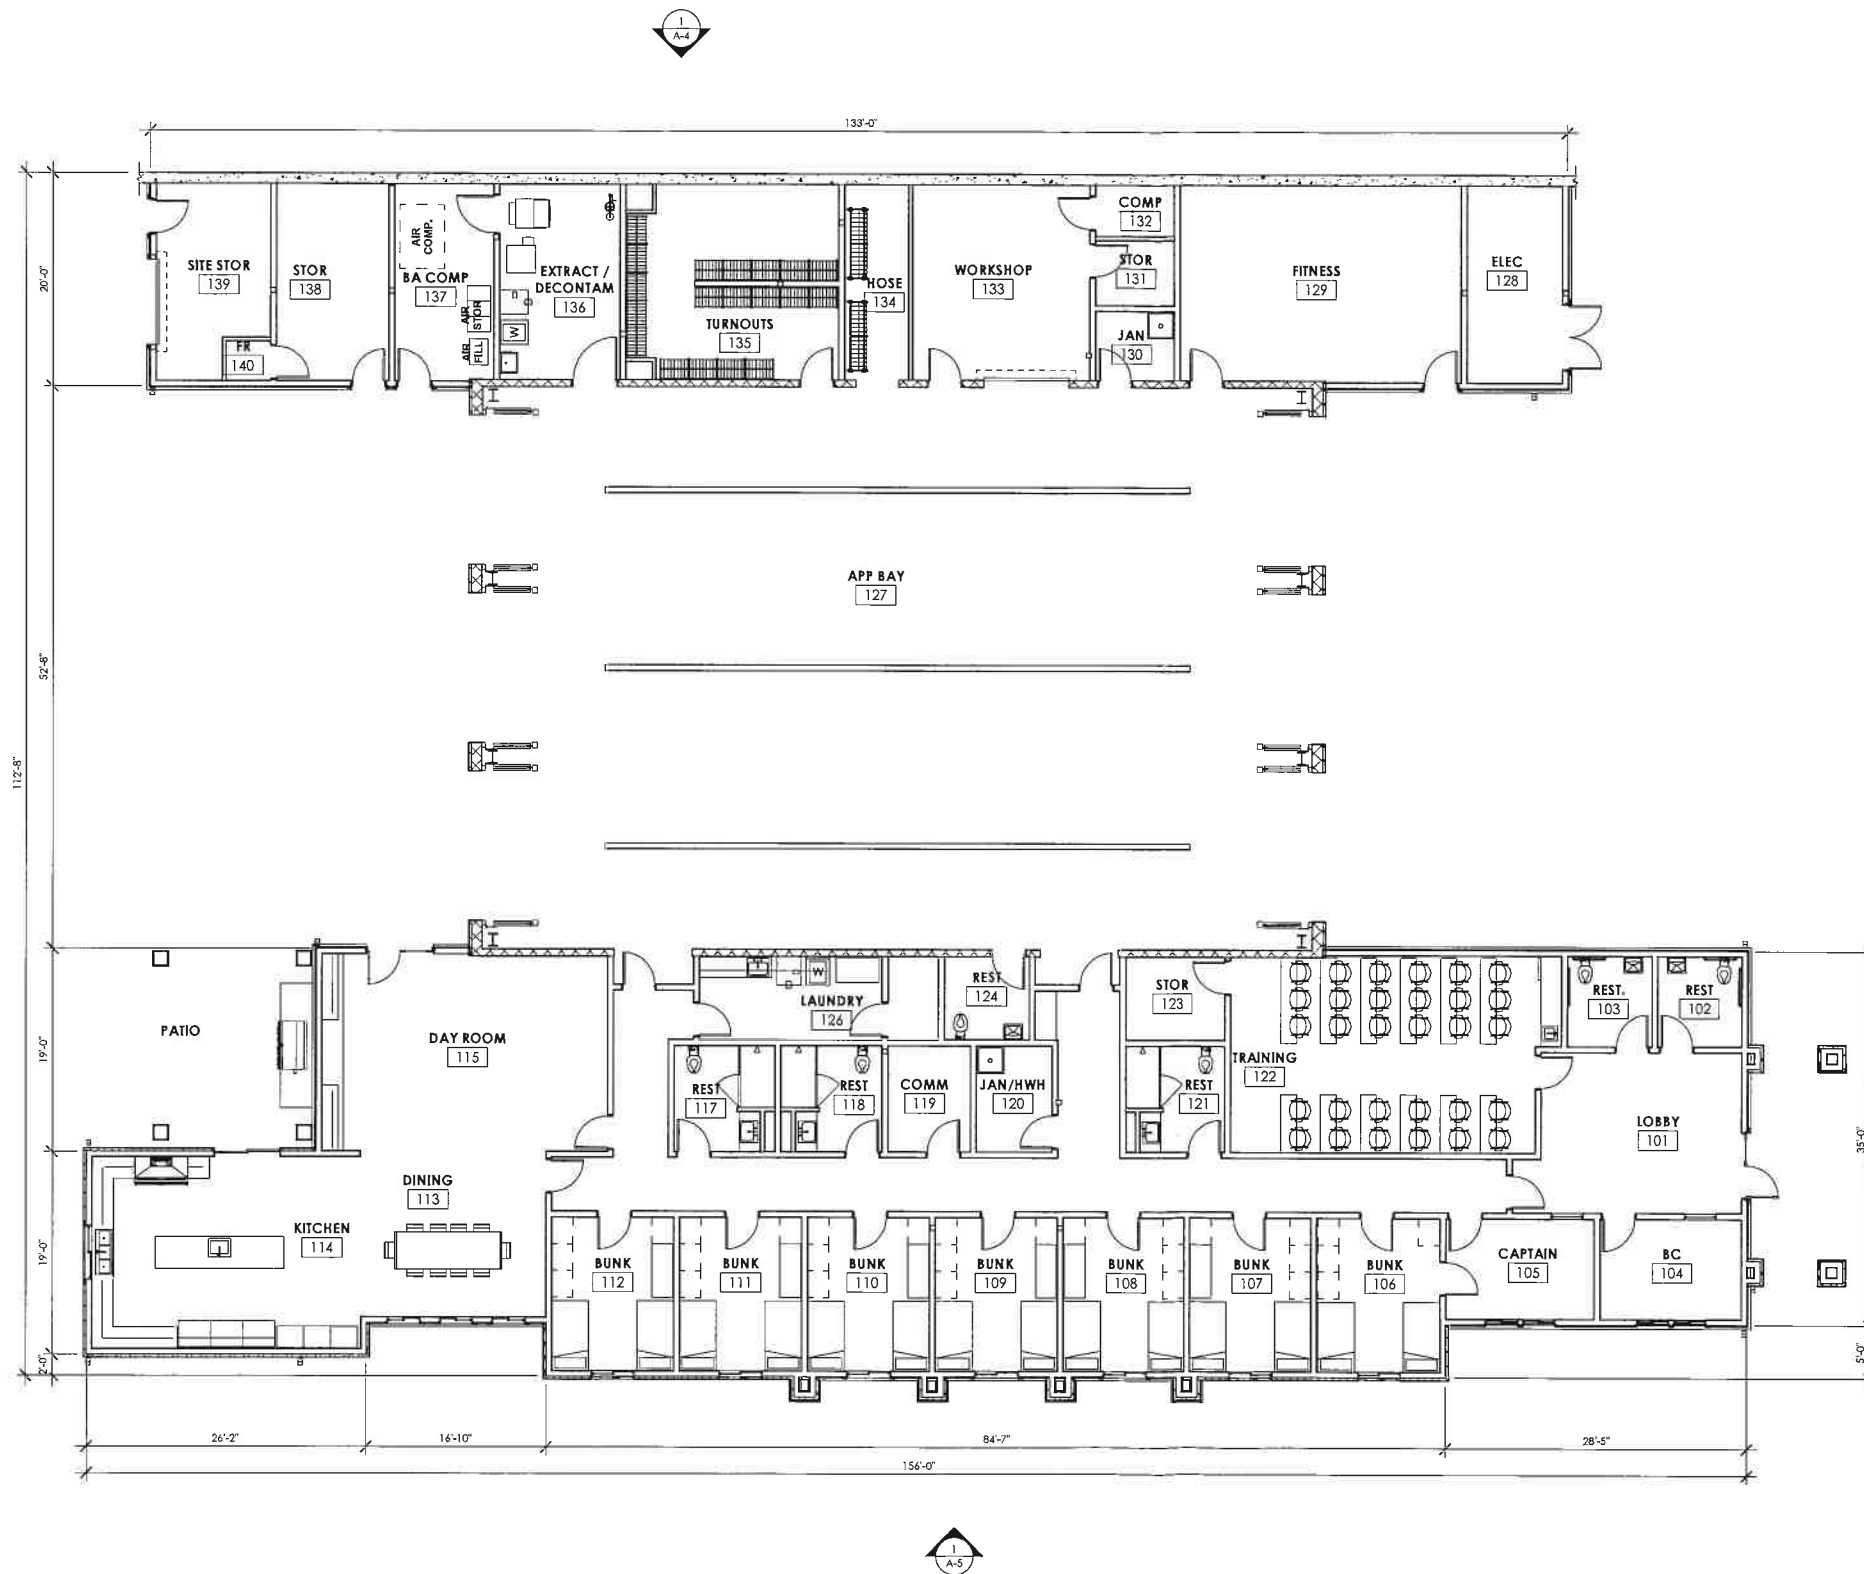 1
A-4
133'-0"
20'-0"
52'-8"
112'-8"
19'-0"
19'-0"
2'-0"
SITE STOR
139
STOR
138
FR
140
AIR
COMP.
BA COMP
137
AIR
STOR
AIR
FILL
EXTRACT /
DECONTAM
136
W
TURNOUTS
135
HOSE
134
WORKSHOP
133
COMP
132
STOR
131
JAN
130
FITNESS
129
ELEC
128
APP BAY
127
PATIO
DAY ROOM
115
LAUNDRY
126
W
REST
124
STOR
123
REST
117
REST
118
COMM
119
JAN/HWH
120
REST
121
TRAINING
122
REST.
103
REST
102
LOBBY
101
35'-0"
5'-0"
DINING
113
KITCHEN
114
BUNK
112
BUNK
111
BUNK
110
BUNK
109
BUNK
108
BUNK
107
BUNK
106
CAPTAIN
105
BC
104
26'-2"
16'-10"
84'-7"
28'-5"
156'-0"
1
A-5